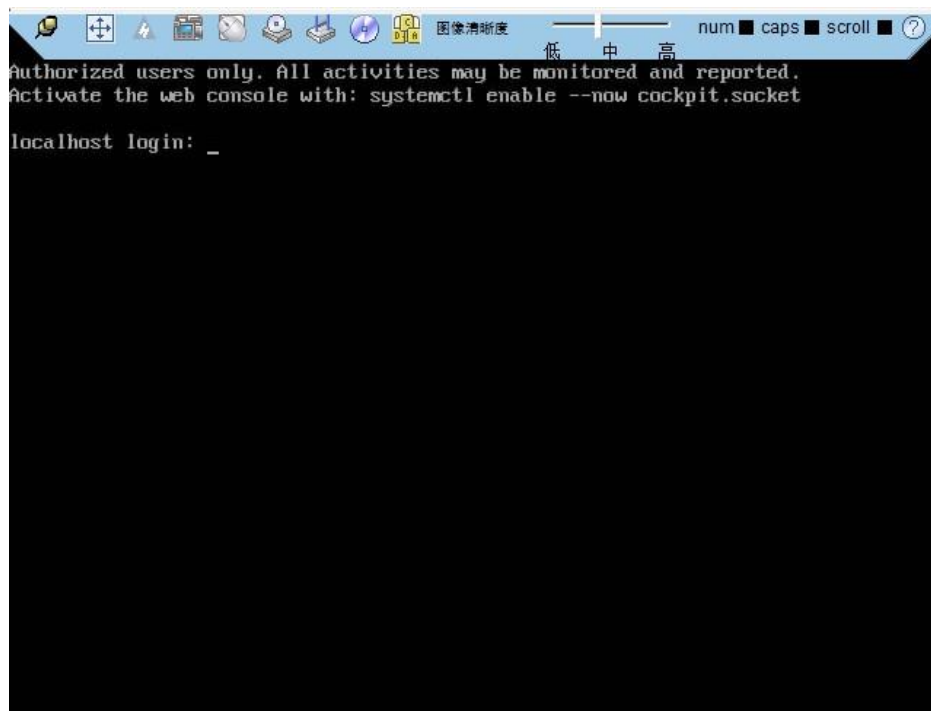 图像清晰度 低 中 高 num caps scroll ?
Authorized users only. All activities may be monitored and reported.
Activate the web console with: systemctl enable --now cockpit.socket
localhost login: _